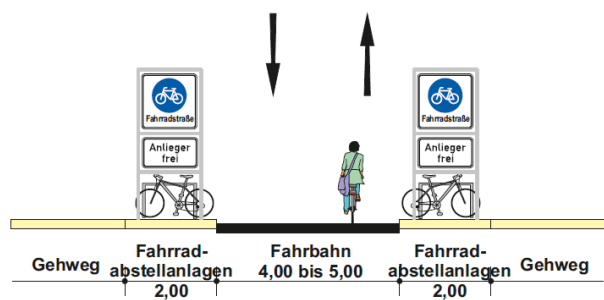 Fahrradstraße
Anlieger
frei
Fahrradstraße
Anlieger
frei
Gehweg
Fahrrad-
abstellanlagen
2,00
Fahrbahn
4,00 bis 5,00
Fahrrad-
abstellanlagen
2,00
Gehweg